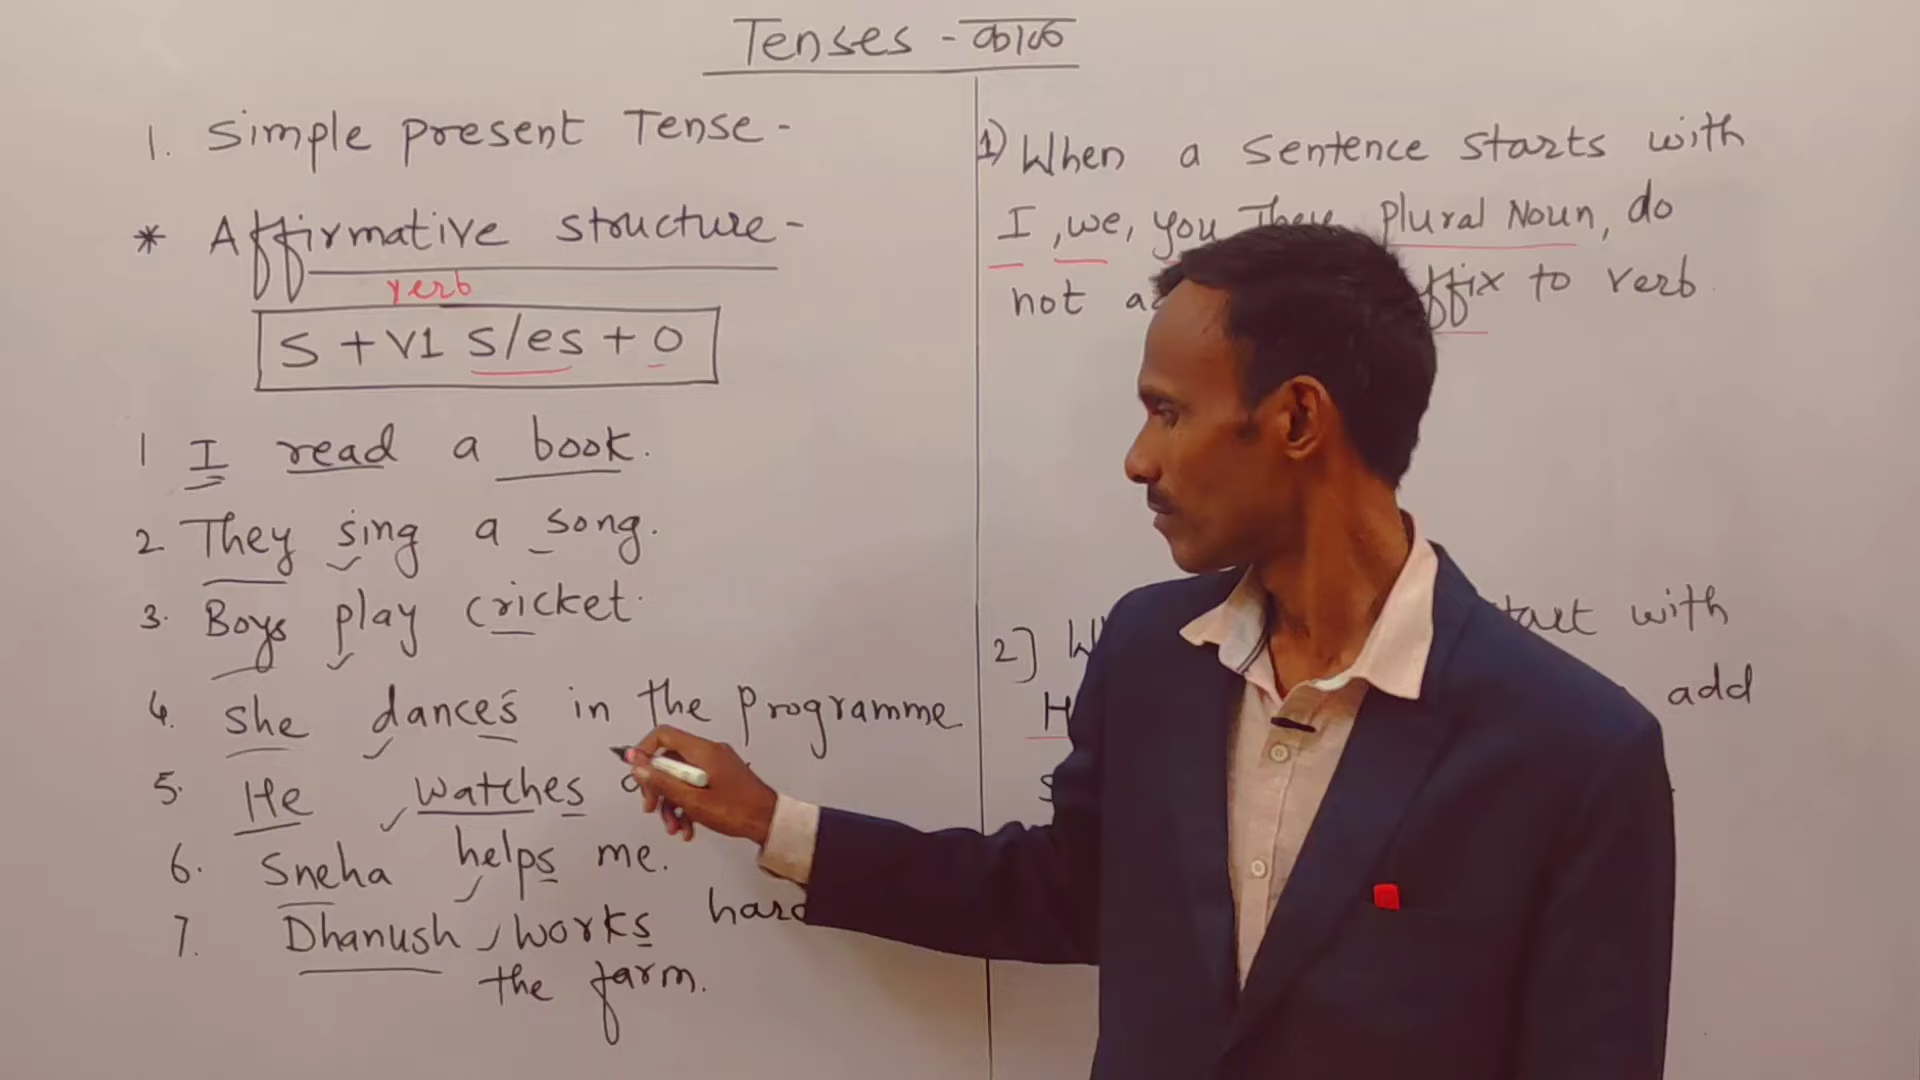 Tenses - काळ
1. Simple present Tense -
* Affirmative structure -
verb
S + V1 s/es + O
1 I read a book.
2 They sing a song.
3. Boys play cricket.
4. She dances in the programme
5. He watches
6. Sneha helps me.
7. Dhanush works hard
the farm.
1) When a sentence starts with
I, we, you They Plural Noun, do
not to verb.
2] with
add